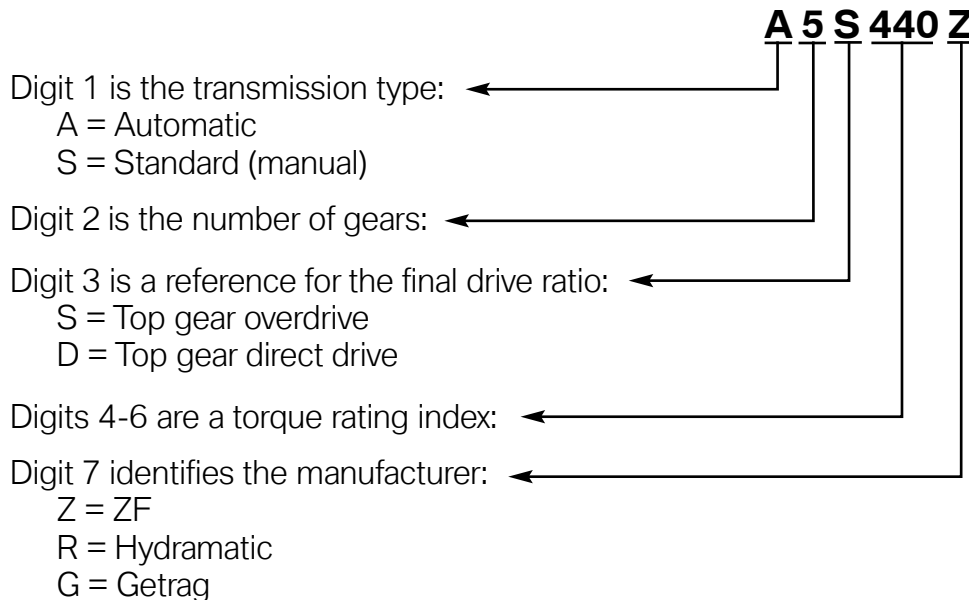 A 5 S 440 Z
Digit 1 is the transmission type:
A = Automatic
S = Standard (manual)
Digit 2 is the number of gears:
Digit 3 is a reference for the final drive ratio:
S = Top gear overdrive
D = Top gear direct drive
Digits 4-6 are a torque rating index:
Digit 7 identifies the manufacturer:
Z = ZF
R = Hydramatic
G = Getrag